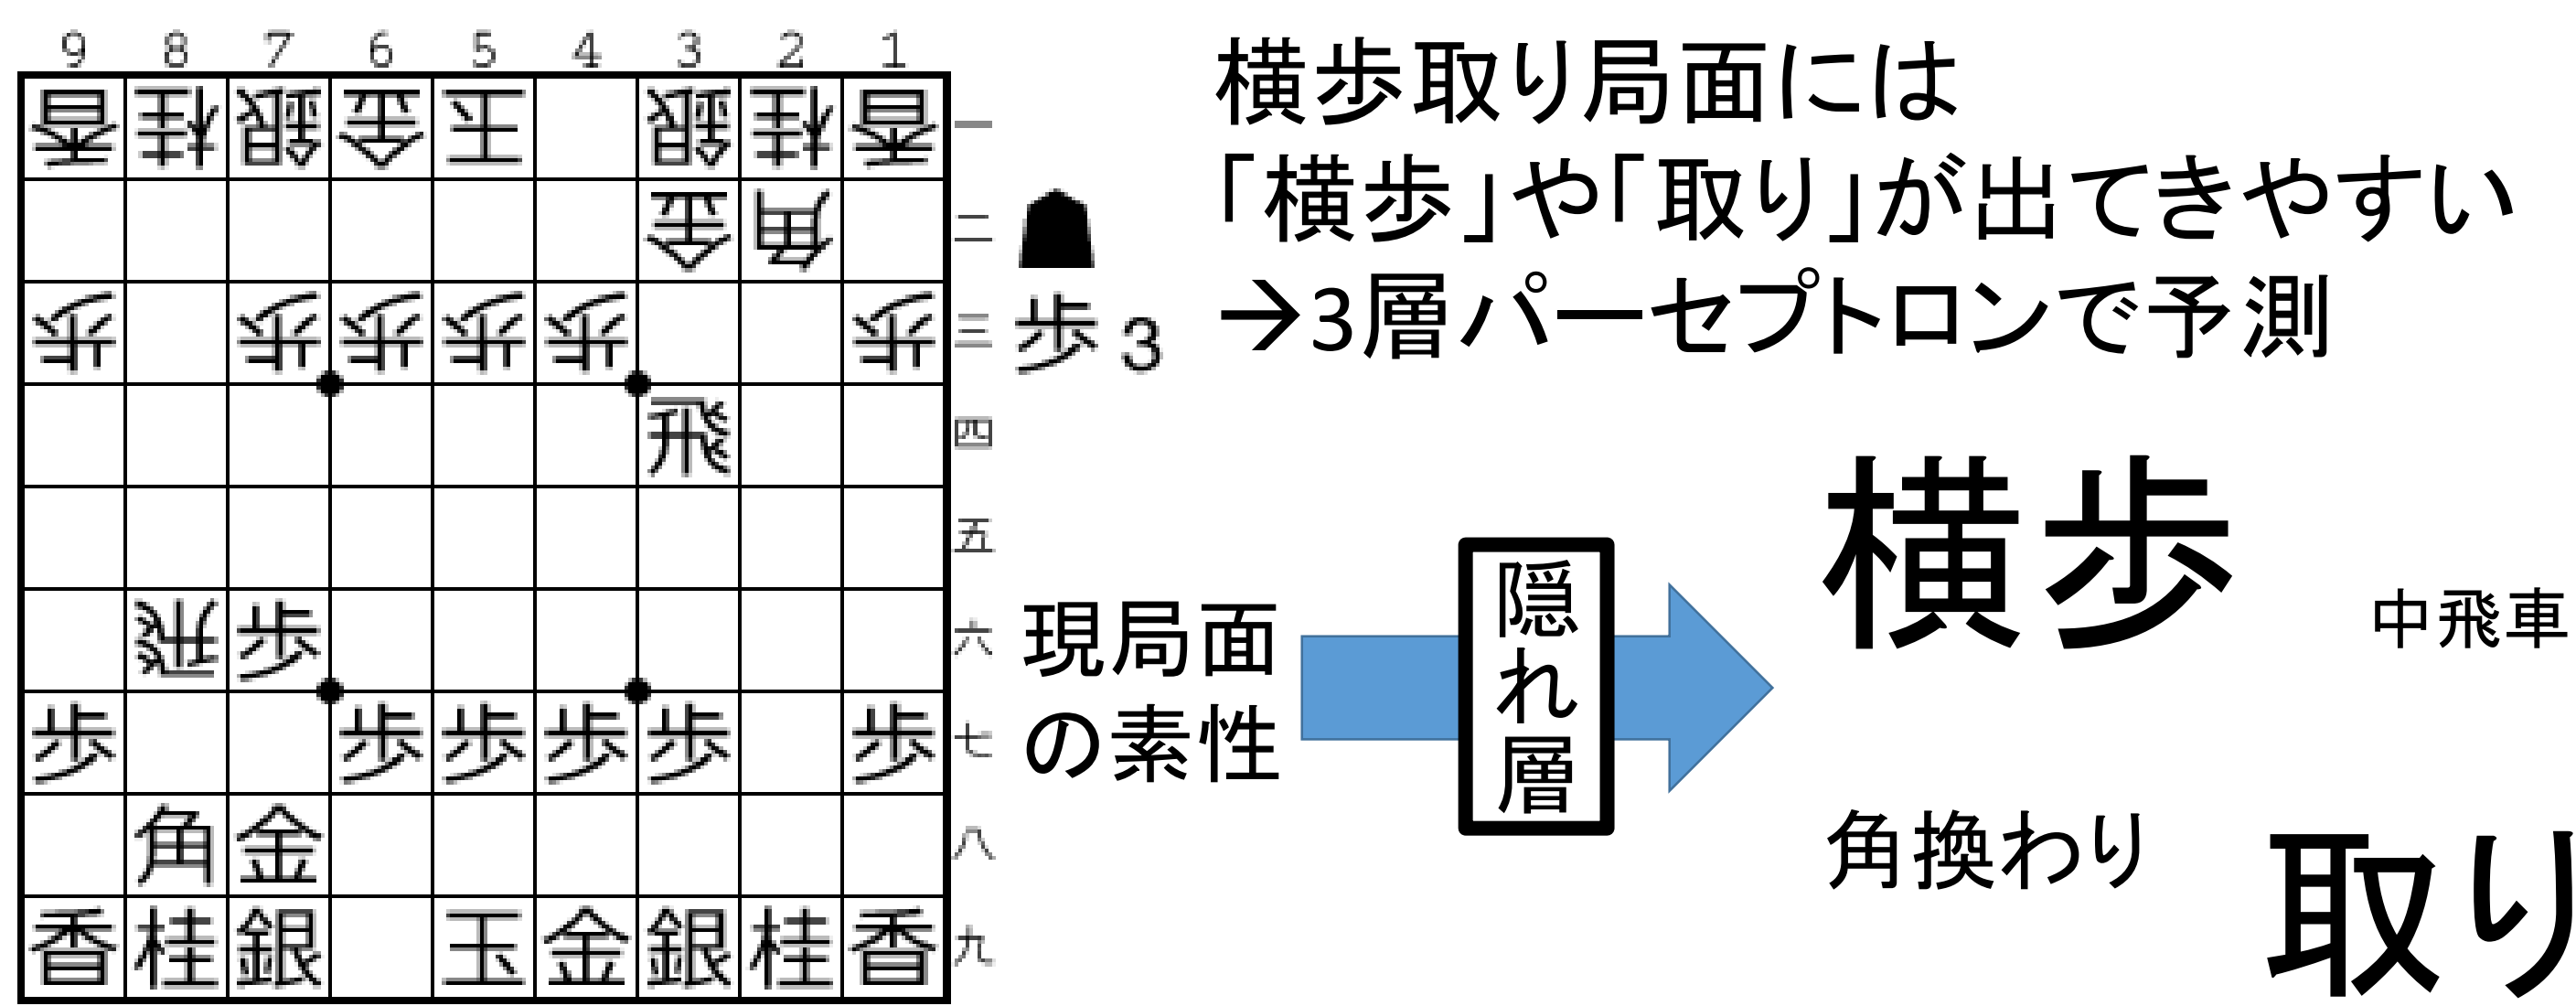 9 8 7 6 5 4 3 2 1
香 桂 銀 金 玉 銀 桂 香 一
金 角 二
歩 歩 歩 歩 歩 歩 三
飛 四
五
飛 歩 六
歩 歩 歩 歩 歩 歩 七
角 金 八
香 桂 銀 玉 金 銀 桂 香 九
歩 3
横歩取り局面には
「横歩」や「取り」が出てきやすい
→3層パーセプトロンで予測
現局面
の素性
隠れ層
横歩
中飛車
角換わり
取り